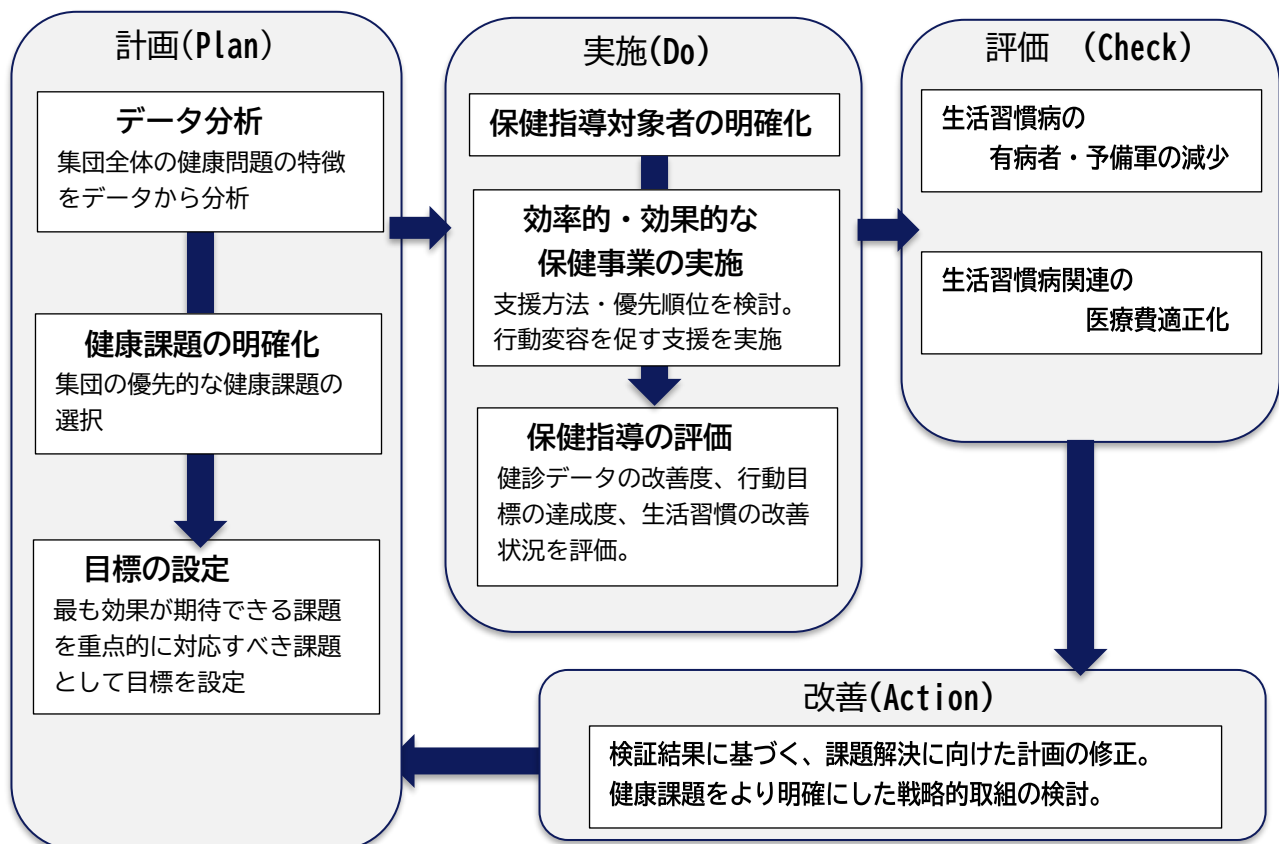 計画(Plan)
データ分析
集団全体の健康問題の特徴
をデータから分析
健康課題の明確化
集団の優先的な健康課題の
選択
目標の設定
最も効果が期待できる課題
を重点的に対応すべき課題
として目標を設定
実施(Do)
保健指導対象者の明確化
効率的・効果的な
保健事業の実施
支援方法・優先順位を検討。
行動変容を促す支援を実施
保健指導の評価
健診データの改善度、行動目
標の達成度、生活習慣の改善
状況を評価。
評価　(Check)
生活習慣病の
有病者・予備軍の減少
生活習慣病関連の
医療費適正化
改善(Action)
検証結果に基づく、課題解決に向けた計画の修正。
健康課題をより明確にした戦略的取組の検討。